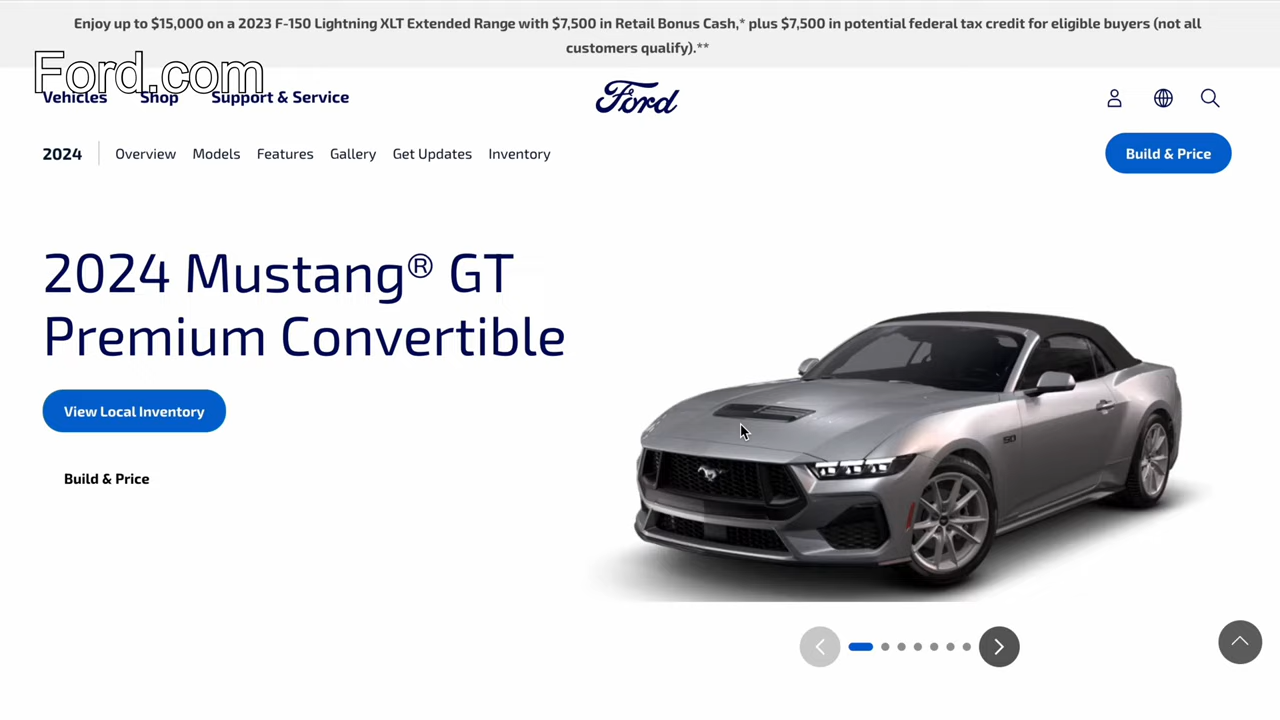 Enjoy up to $15,000 on a 2023 F-150 Lightning XLT Extended Range with $7,500 in Retail Bonus Cash,* plus $7,500 in potential federal tax credit for eligible buyers (not all
customers qualify).**
Ford.com
Vehicles Shop Support & Service Ford
2024 Overview Models Features Gallery Get Updates Inventory Build & Price
2024 Mustang® GT
Premium Convertible
View Local Inventory
Build & Price
5.0